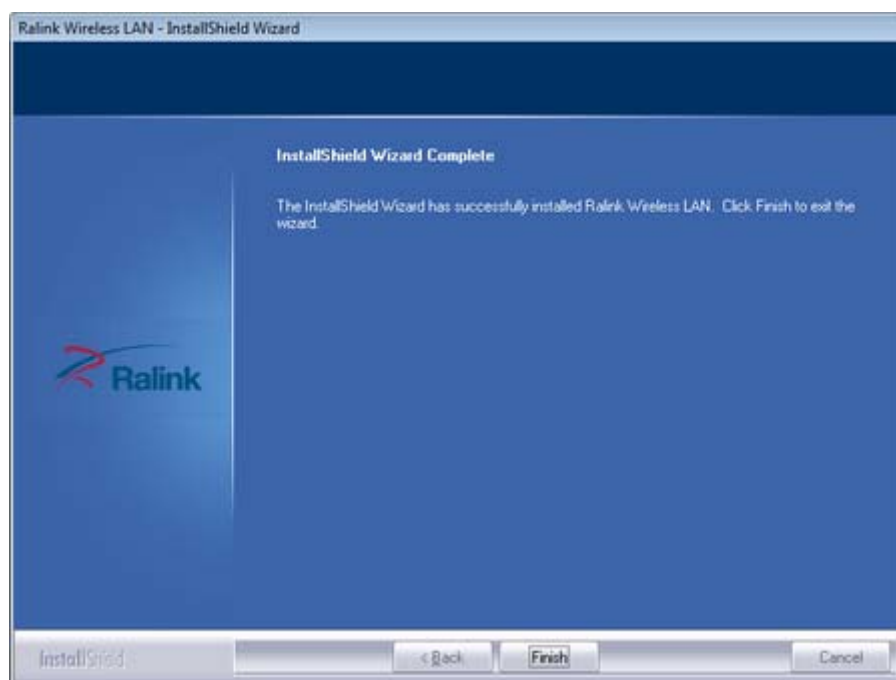 Ralink Wireless LAN - InstallShield Wizard
InstallShield Wizard Complete
The InstallShield Wizard has successfully installed Ralink Wireless LAN. Click Finish to exit the
wizard.
Ralink
InstallShield
< Back
Finish
Cancel